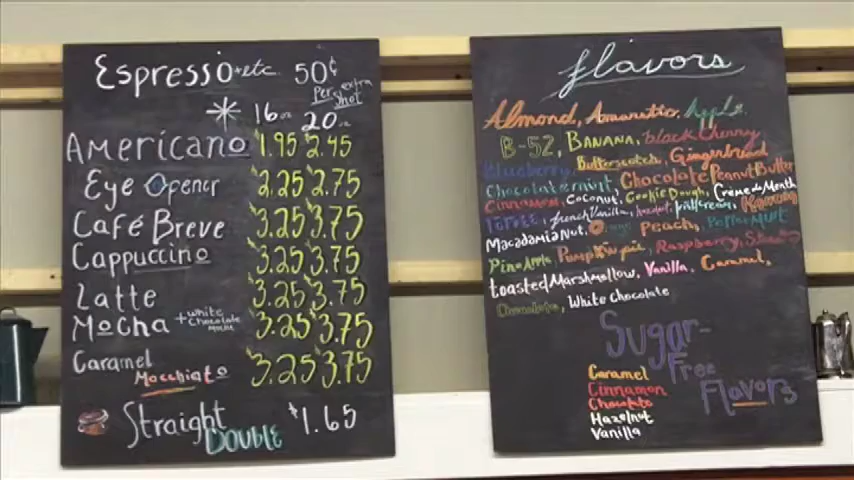 Espresso +etc. 50¢
Per extra
Shot
16oz 20oz
Americano $1.95 $2.45
Eye Opener $2.25 $2.75
Café Breve $3.25 $3.75
Cappuccino $3.25 $3.75
Latte $3.25 $3.75
Mocha + white Chocolate Mocha $3.25 $3.75
Caramel
Mocchiato $3.25 $3.75
Straight $1.65
Double
flavors
Almond, Amaretto, Apple,
B-52, Banana, black cherry
Blueberry, Butterscotch, Gingerbread
Chocolate mint, Chocolate Peanut Butter
Cinnamon, Coconut, Cookie Dough, Crème de Menth
Toffee, french Vanilla, hazelnut, Irish Cream,
Macadamia Nut, Peach, PepperMint
PineApple, Pumpkin pie, Raspberry,
toasted Marshmallow, Vanilla, Caramel,
Chocolate, White Chocolate
Sugar-
Free
Flavors
Caramel
Cinnamon
Chocolate
Hazelnut
Vanilla